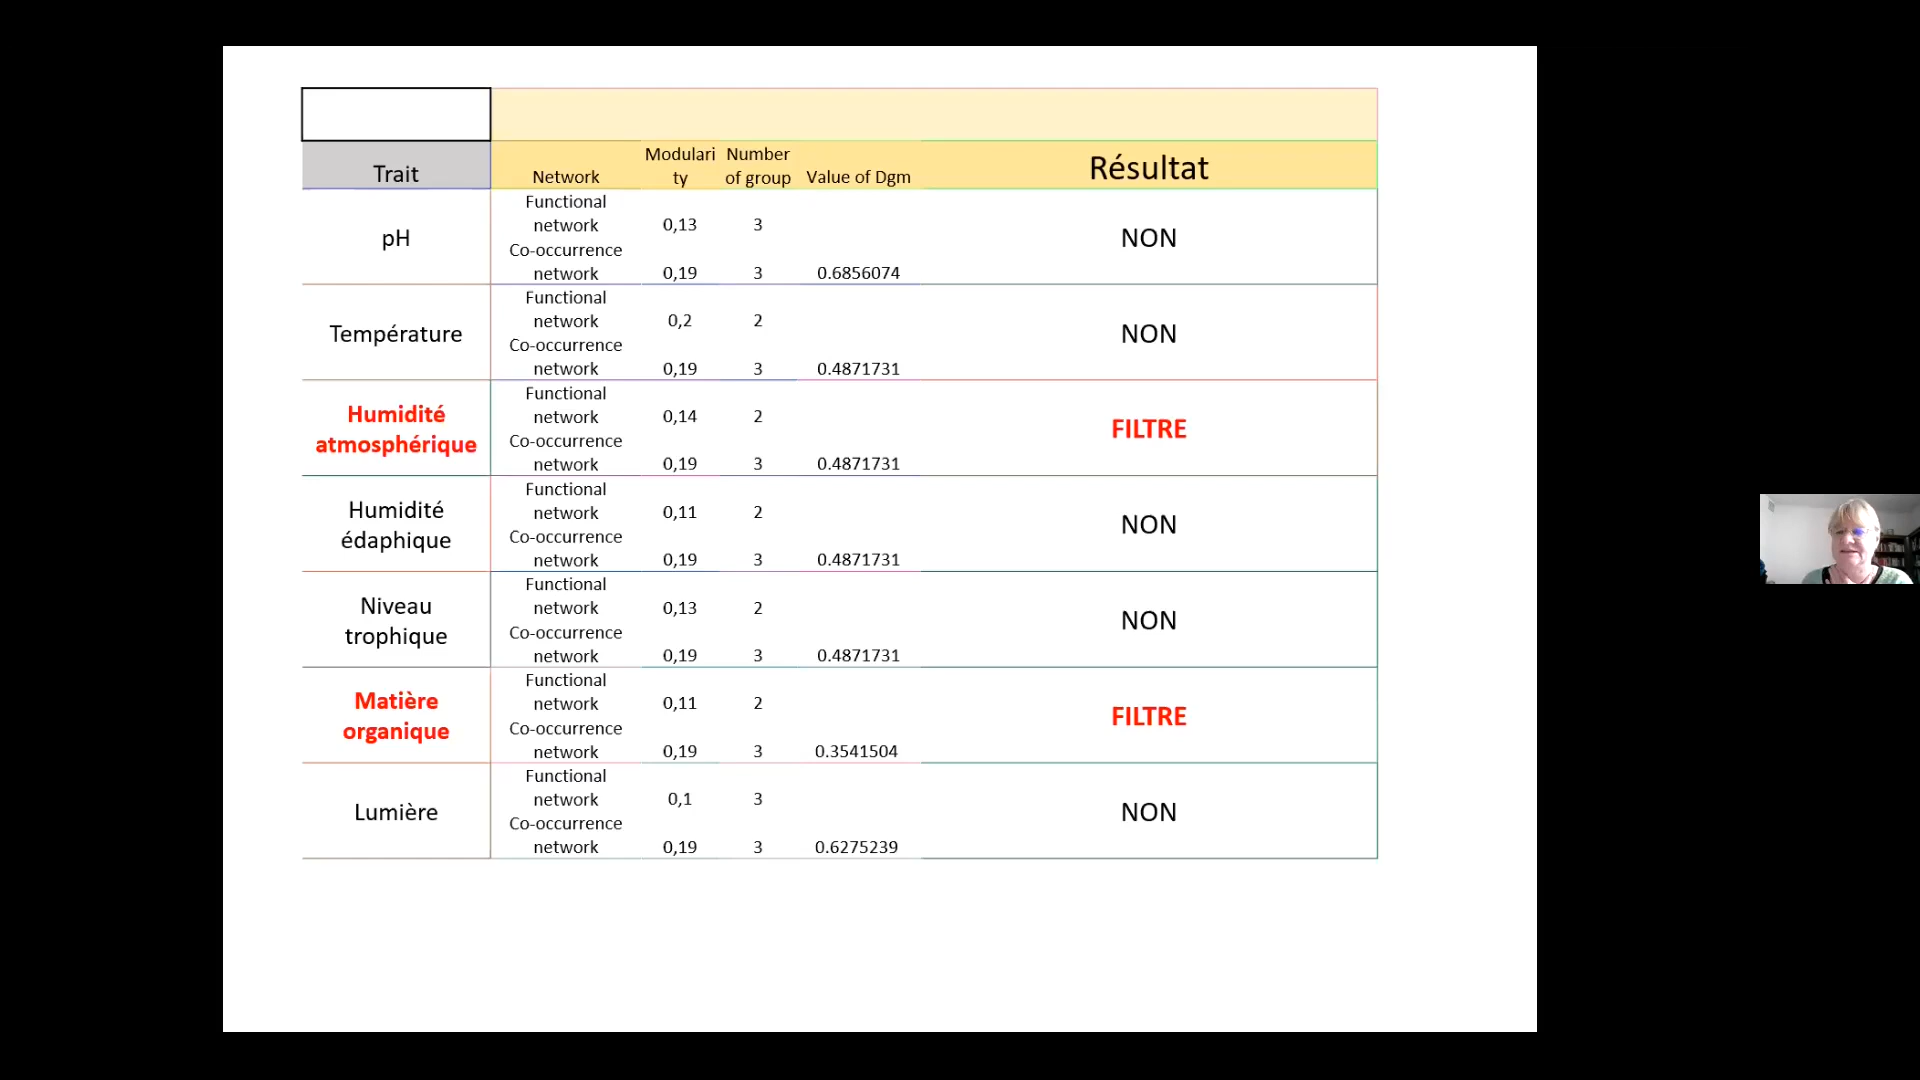 Trait
Network
Modulari
ty
Number
of group
Value of Dgm
Résultat
pH
Functional
network
0,13
3
Co-occurrence
network
0,19
3
0.6856074
NON
Température
Functional
network
0,2
2
Co-occurrence
network
0,19
3
0.4871731
NON
Humidité
atmosphérique
Functional
network
0,14
2
Co-occurrence
network
0,19
3
0.4871731
FILTRE
Humidité
édaphique
Functional
network
0,11
2
Co-occurrence
network
0,19
3
0.4871731
NON
Niveau
trophique
Functional
network
0,13
2
Co-occurrence
network
0,19
3
0.4871731
NON
Matière
organique
Functional
network
0,11
2
Co-occurrence
network
0,19
3
0.3541504
FILTRE
Lumière
Functional
network
0,1
3
Co-occurrence
network
0,19
3
0.6275239
NON